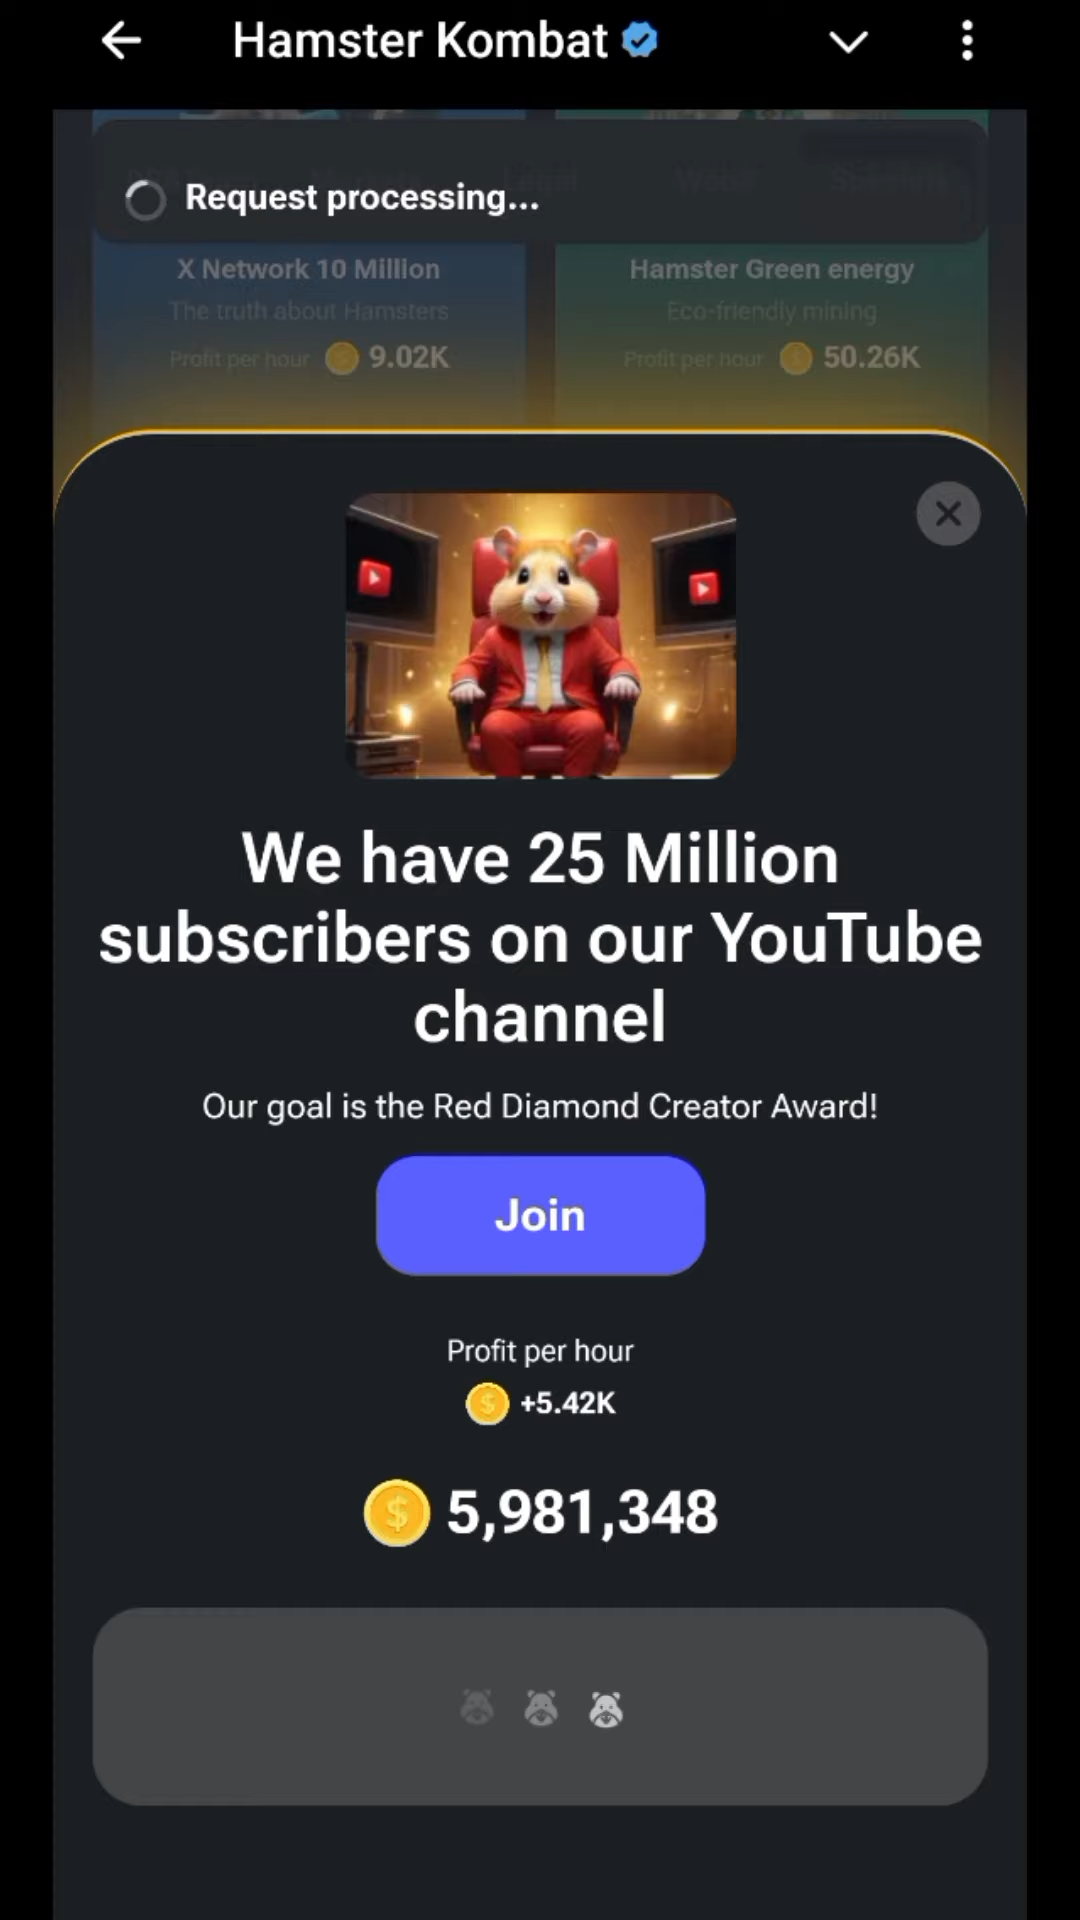 Hamster Kombat
Request processing...
X Network 10 Million
Hamster Green energy
The truth about Hamsters
Eco-friendly mining
Profit per hour 9.02K
Profit per hour 50.26K
We have 25 Million
subscribers on our YouTube
channel
Our goal is the Red Diamond Creator Award!
Join
Profit per hour
+5.42K
5,981,348